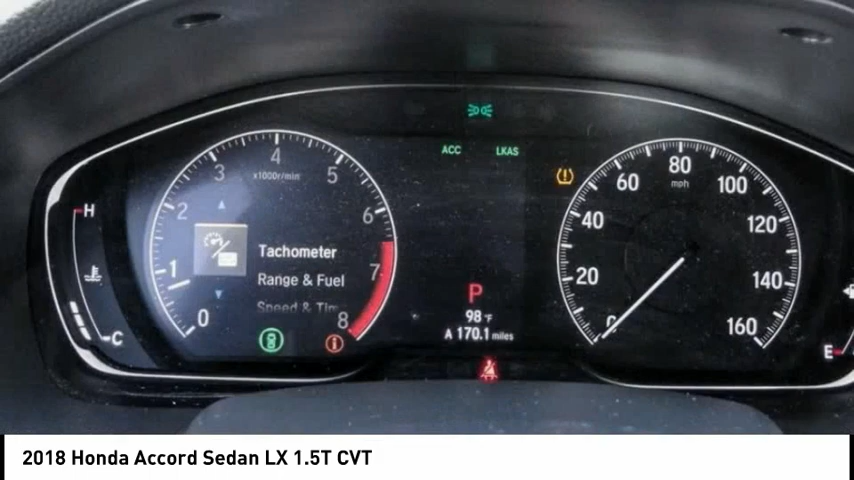 ACC LKAS
H
C
0 1 2 3 4 5 6 7 8
x1000r/min
Tachometer
Range & Fuel
Speed &
P
98 °F
A 170.1 miles
20 40 60 80 100 120 140 160
mph
E
2018 Honda Accord Sedan LX 1.5T CVT